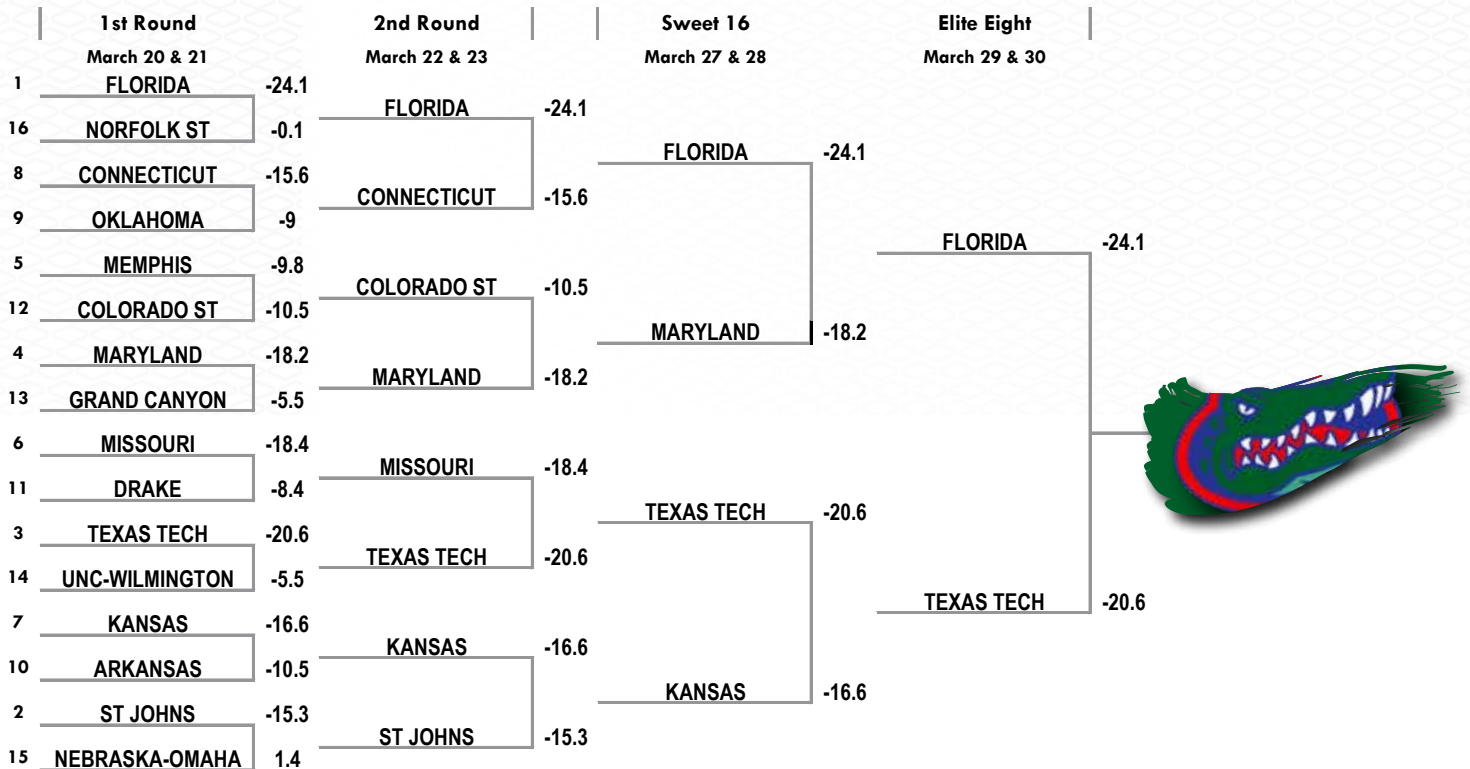 1st Round 2nd Round Sweet 16 Elite Eight
March 20 & 21 March 22 & 23 March 27 & 28 March 29 & 30
1 FLORIDA -24.1
FLORIDA -24.1
16 NORFOLK ST -0.1
FLORIDA -24.1
8 CONNECTICUT -15.6
CONNECTICUT -15.6
9 OKLAHOMA -9
FLORIDA -24.1
5 MEMPHIS -9.8
COLORADO ST -10.5
12 COLORADO ST -10.5
MARYLAND -18.2
4 MARYLAND -18.2
MARYLAND -18.2
13 GRAND CANYON -5.5
6 MISSOURI -18.4
MISSOURI -18.4
11 DRAKE -8.4
TEXAS TECH -20.6
3 TEXAS TECH -20.6
TEXAS TECH -20.6
14 UNC-WILMINGTON -5.5
TEXAS TECH -20.6
7 KANSAS -16.6
KANSAS -16.6
10 ARKANSAS -10.5
KANSAS -16.6
2 ST JOHNS -15.3
ST JOHNS -15.3
15 NEBRASKA-OMAHA 1.4